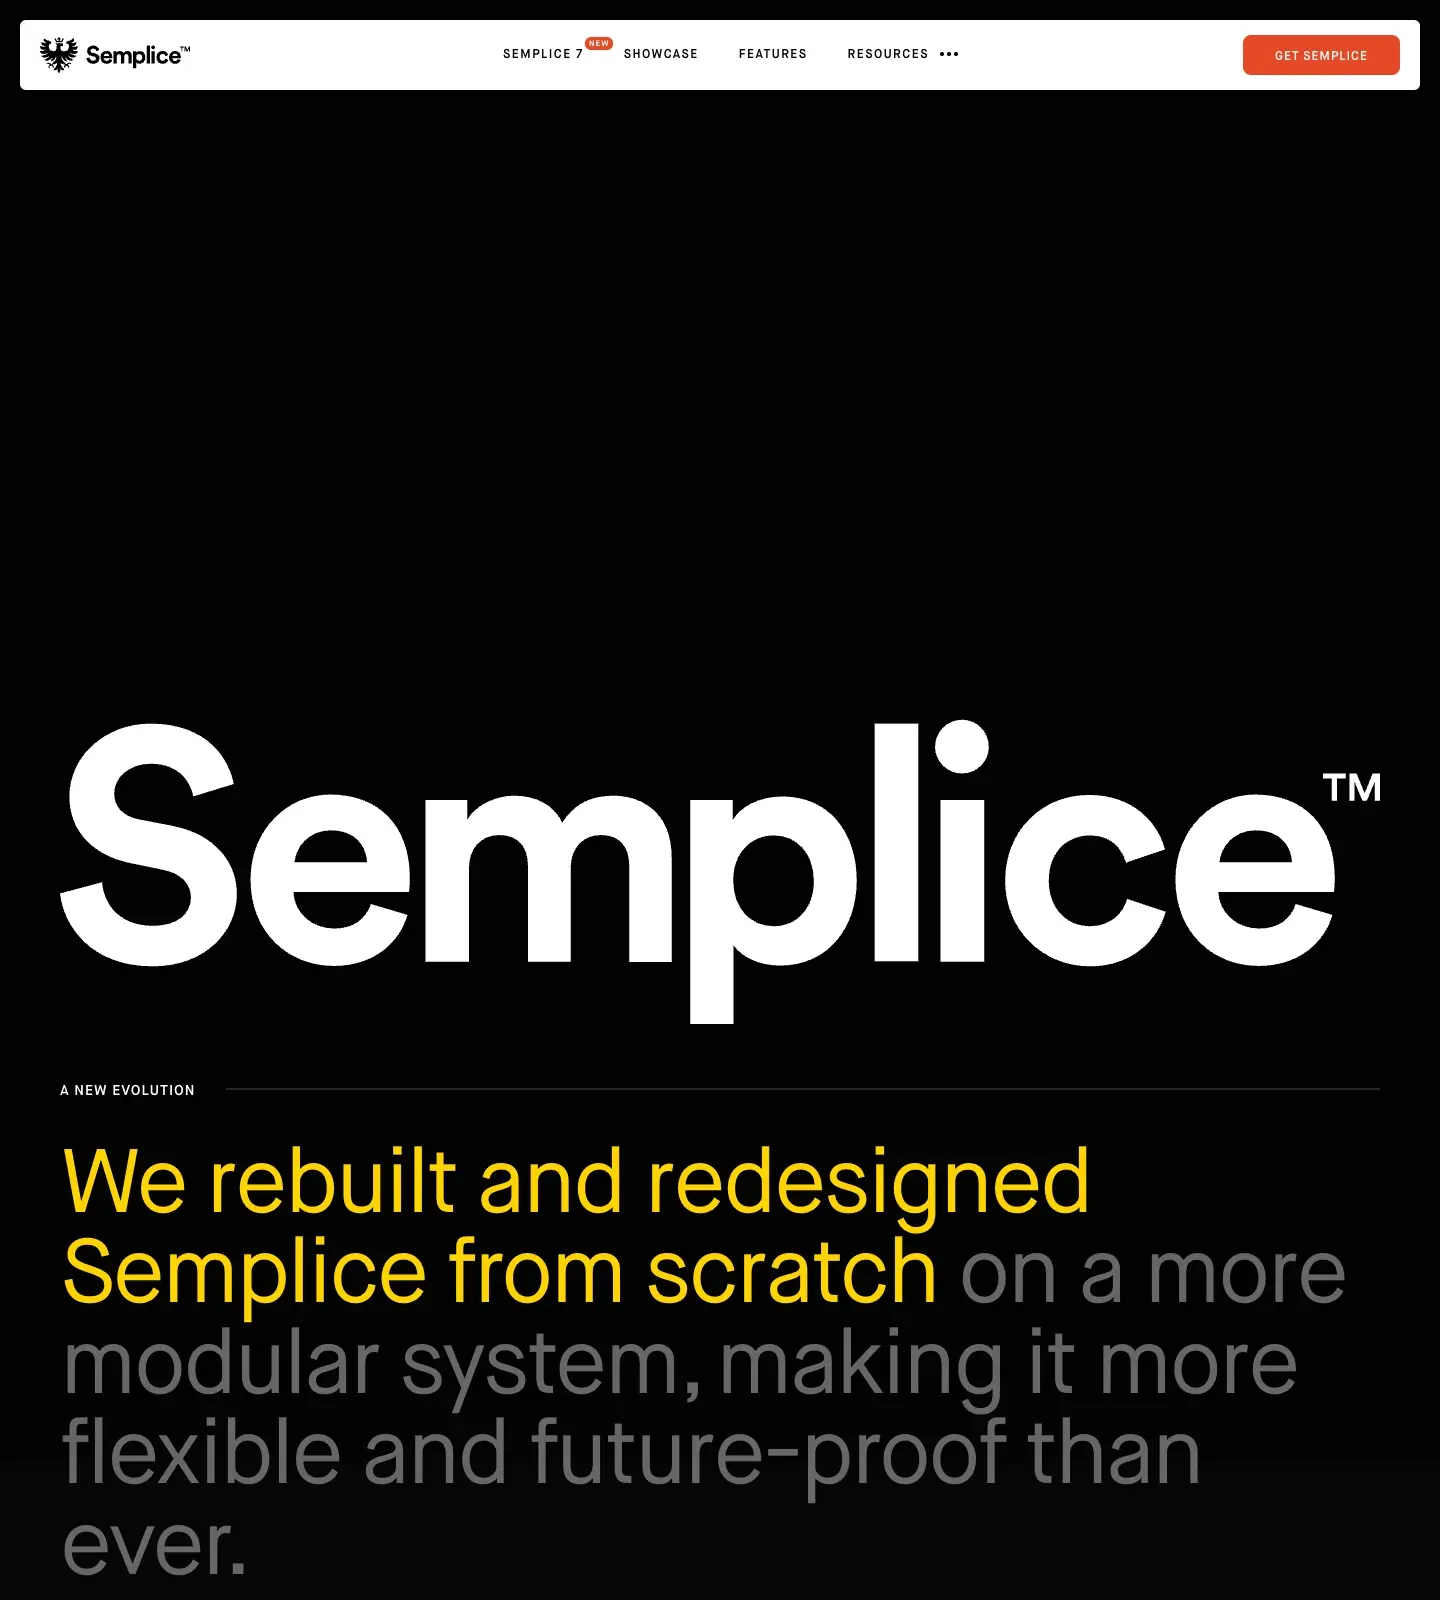 Semplice™
SEMPLICE 7 NEW SHOWCASE FEATURES RESOURCES •••
GET SEMPLICE
Semplice™
A NEW EVOLUTION
We rebuilt and redesigned
Semplice from scratch on a more
modular system, making it more
flexible and future-proof than
ever.